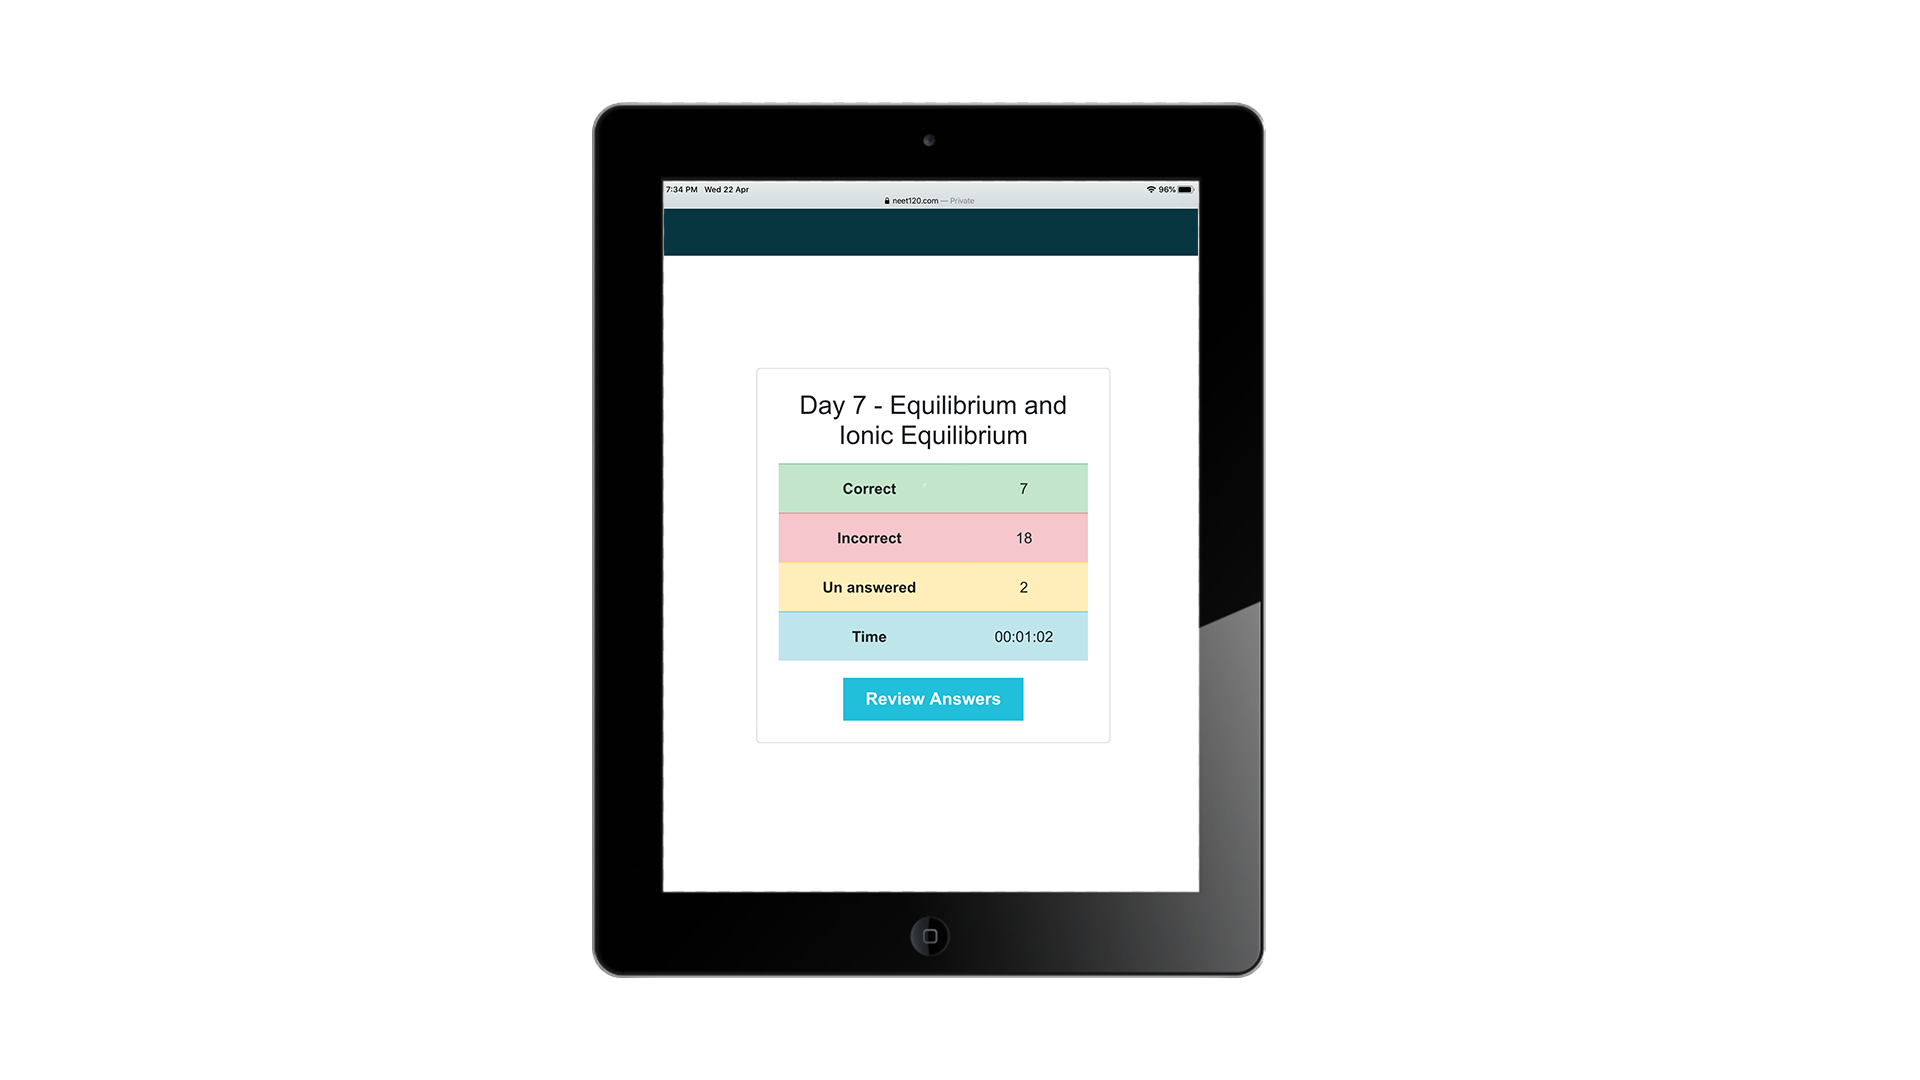 7:34 PM Wed 22 Apr
96%
neet120.com — Private
Day 7 - Equilibrium and
Ionic Equilibrium
Correct 7
Incorrect 18
Un answered 2
Time 00:01:02
Review Answers